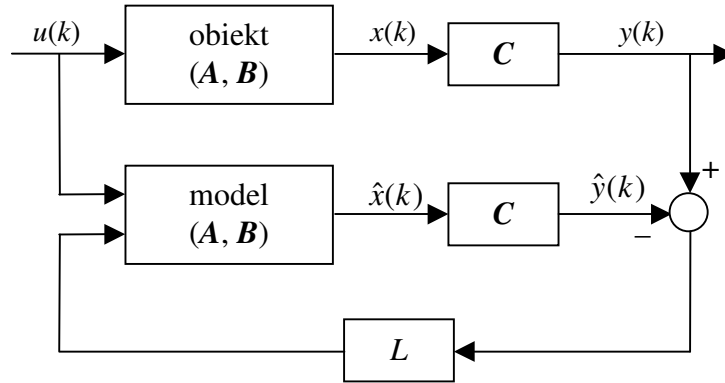 u(k)
obiekt
(A, B)
x(k)
C
y(k)
+
model
(A, B)
x̂(k)
C
ŷ(k)
−
L